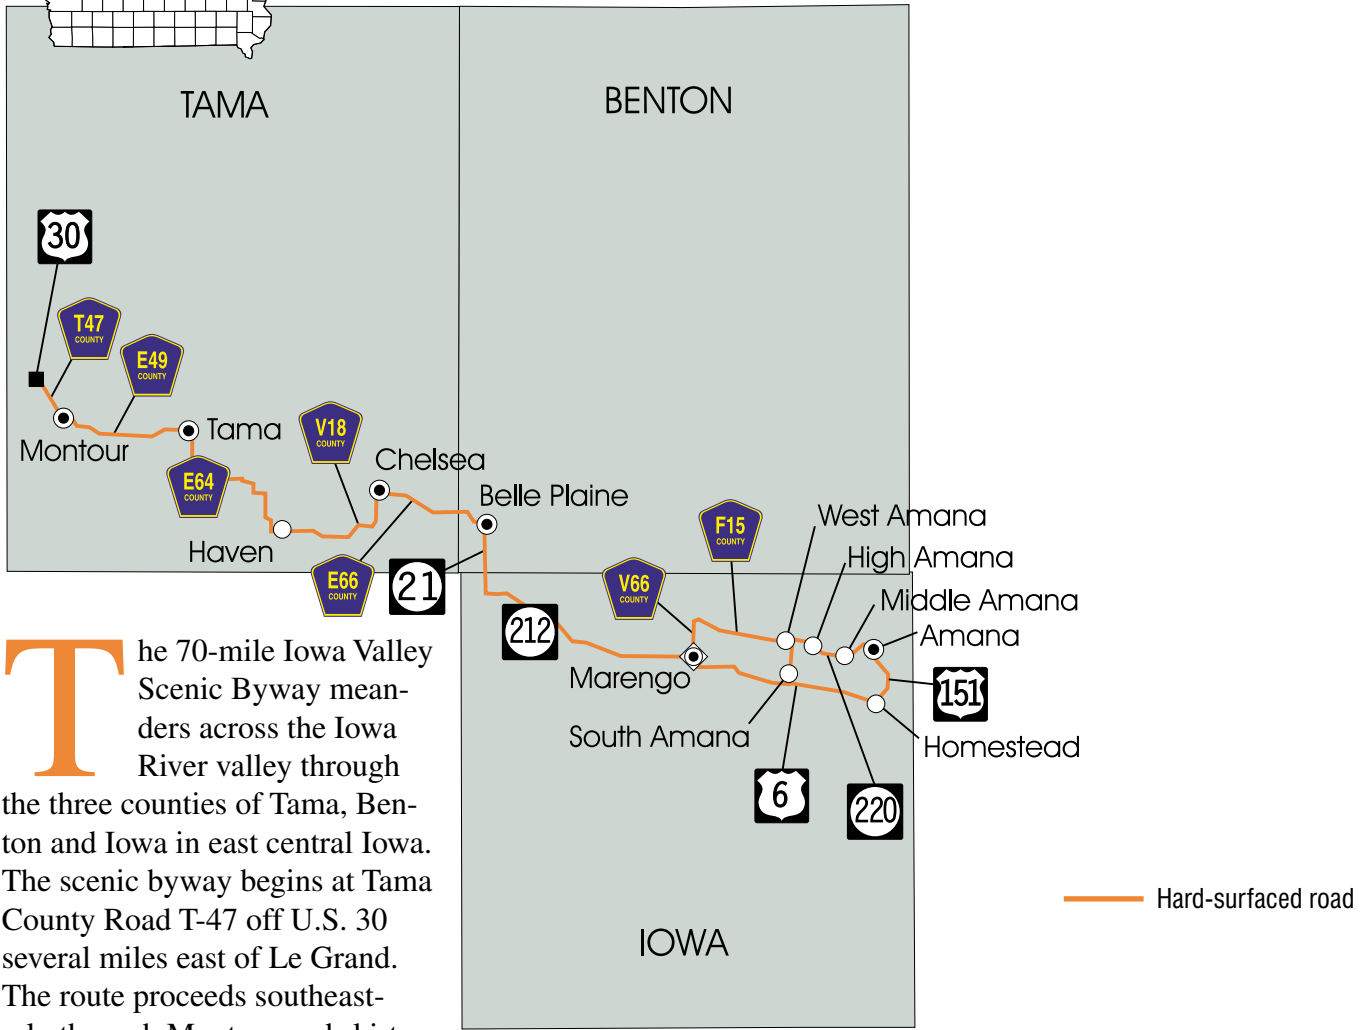 TAMA
BENTON
30
T47
COUNTY
E49
COUNTY
Montour
Tama
V18
COUNTY
Chelsea
E64
COUNTY
Belle Plaine
Haven
F15
COUNTY
West Amana
High Amana
E66
COUNTY
21
V66
COUNTY
Middle Amana
212
Amana
Marengo
151
South Amana
Homestead
6
220
The 70-mile Iowa Valley
Scenic Byway mean-
ders across the Iowa
River valley through
the three counties of Tama, Ben-
ton and Iowa in east central Iowa.
The scenic byway begins at Tama
County Road T-47 off U.S. 30
several miles east of Le Grand.
The route proceeds southeast-
Hard-surfaced road
IOWA